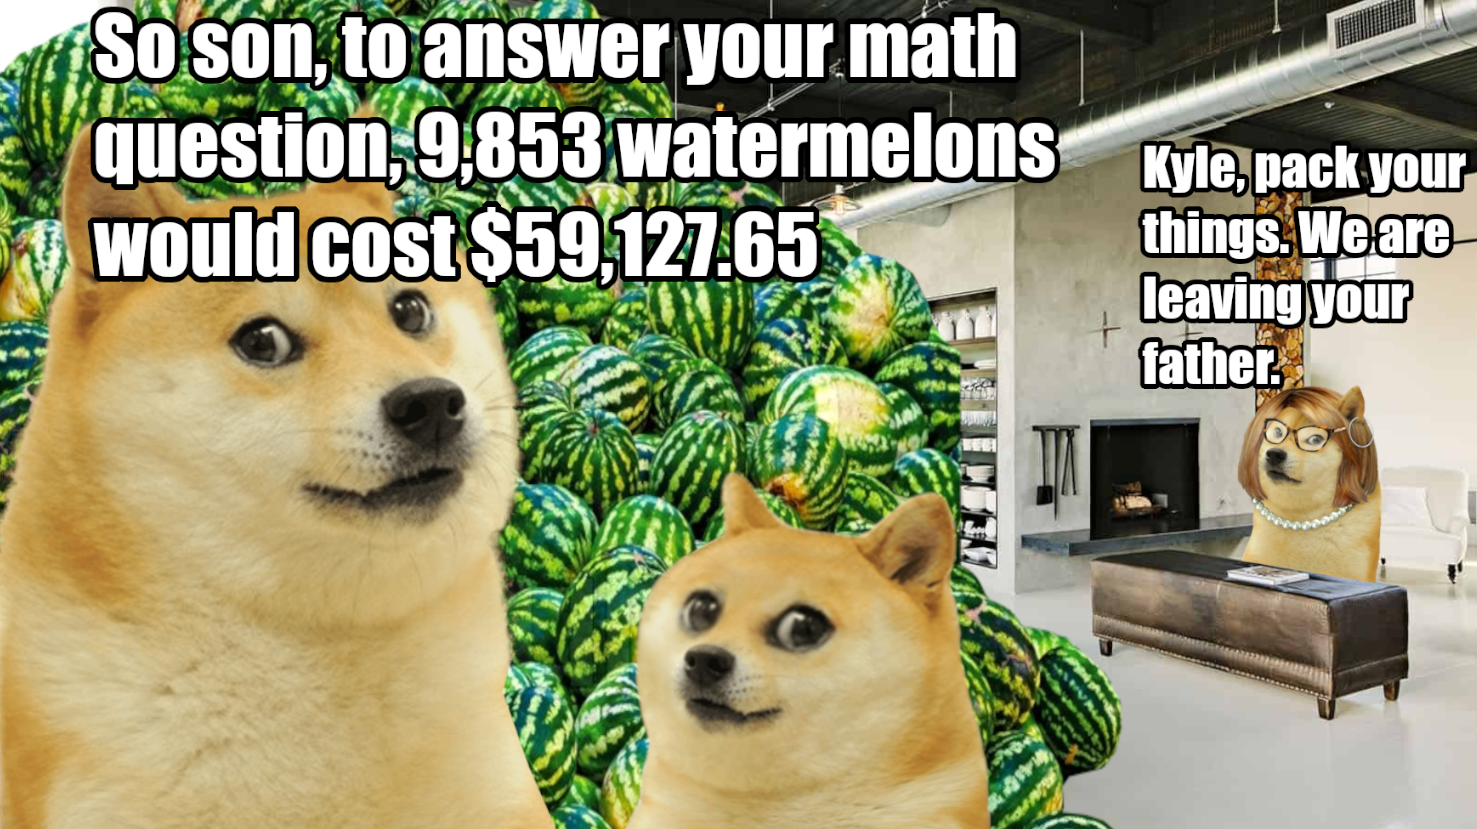 So son, to answer your math
question, 9,853 watermelons
would cost $59,127.65
Kyle, pack your
things. We are
leaving your
father.